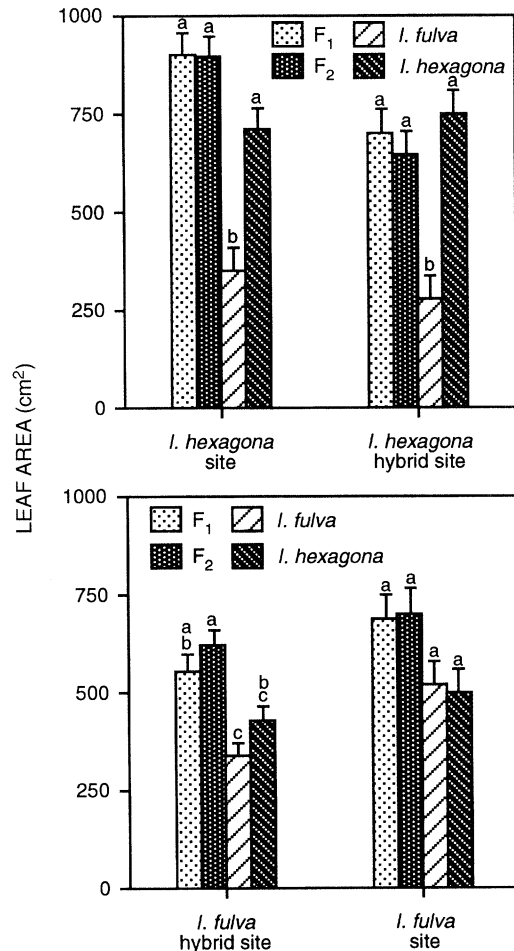 LEAF AREA (cm²)
1000
750
500
250
0
F₁ I. fulva
F₂ I. hexagona
a a b a
a a b a
I. hexagona
site
I. hexagona
hybrid site
1000
750
500
250
0
F₁ I. fulva
F₂ I. hexagona
a
b
a
c
b
c
a a a a
I. fulva
hybrid site
I. fulva
site